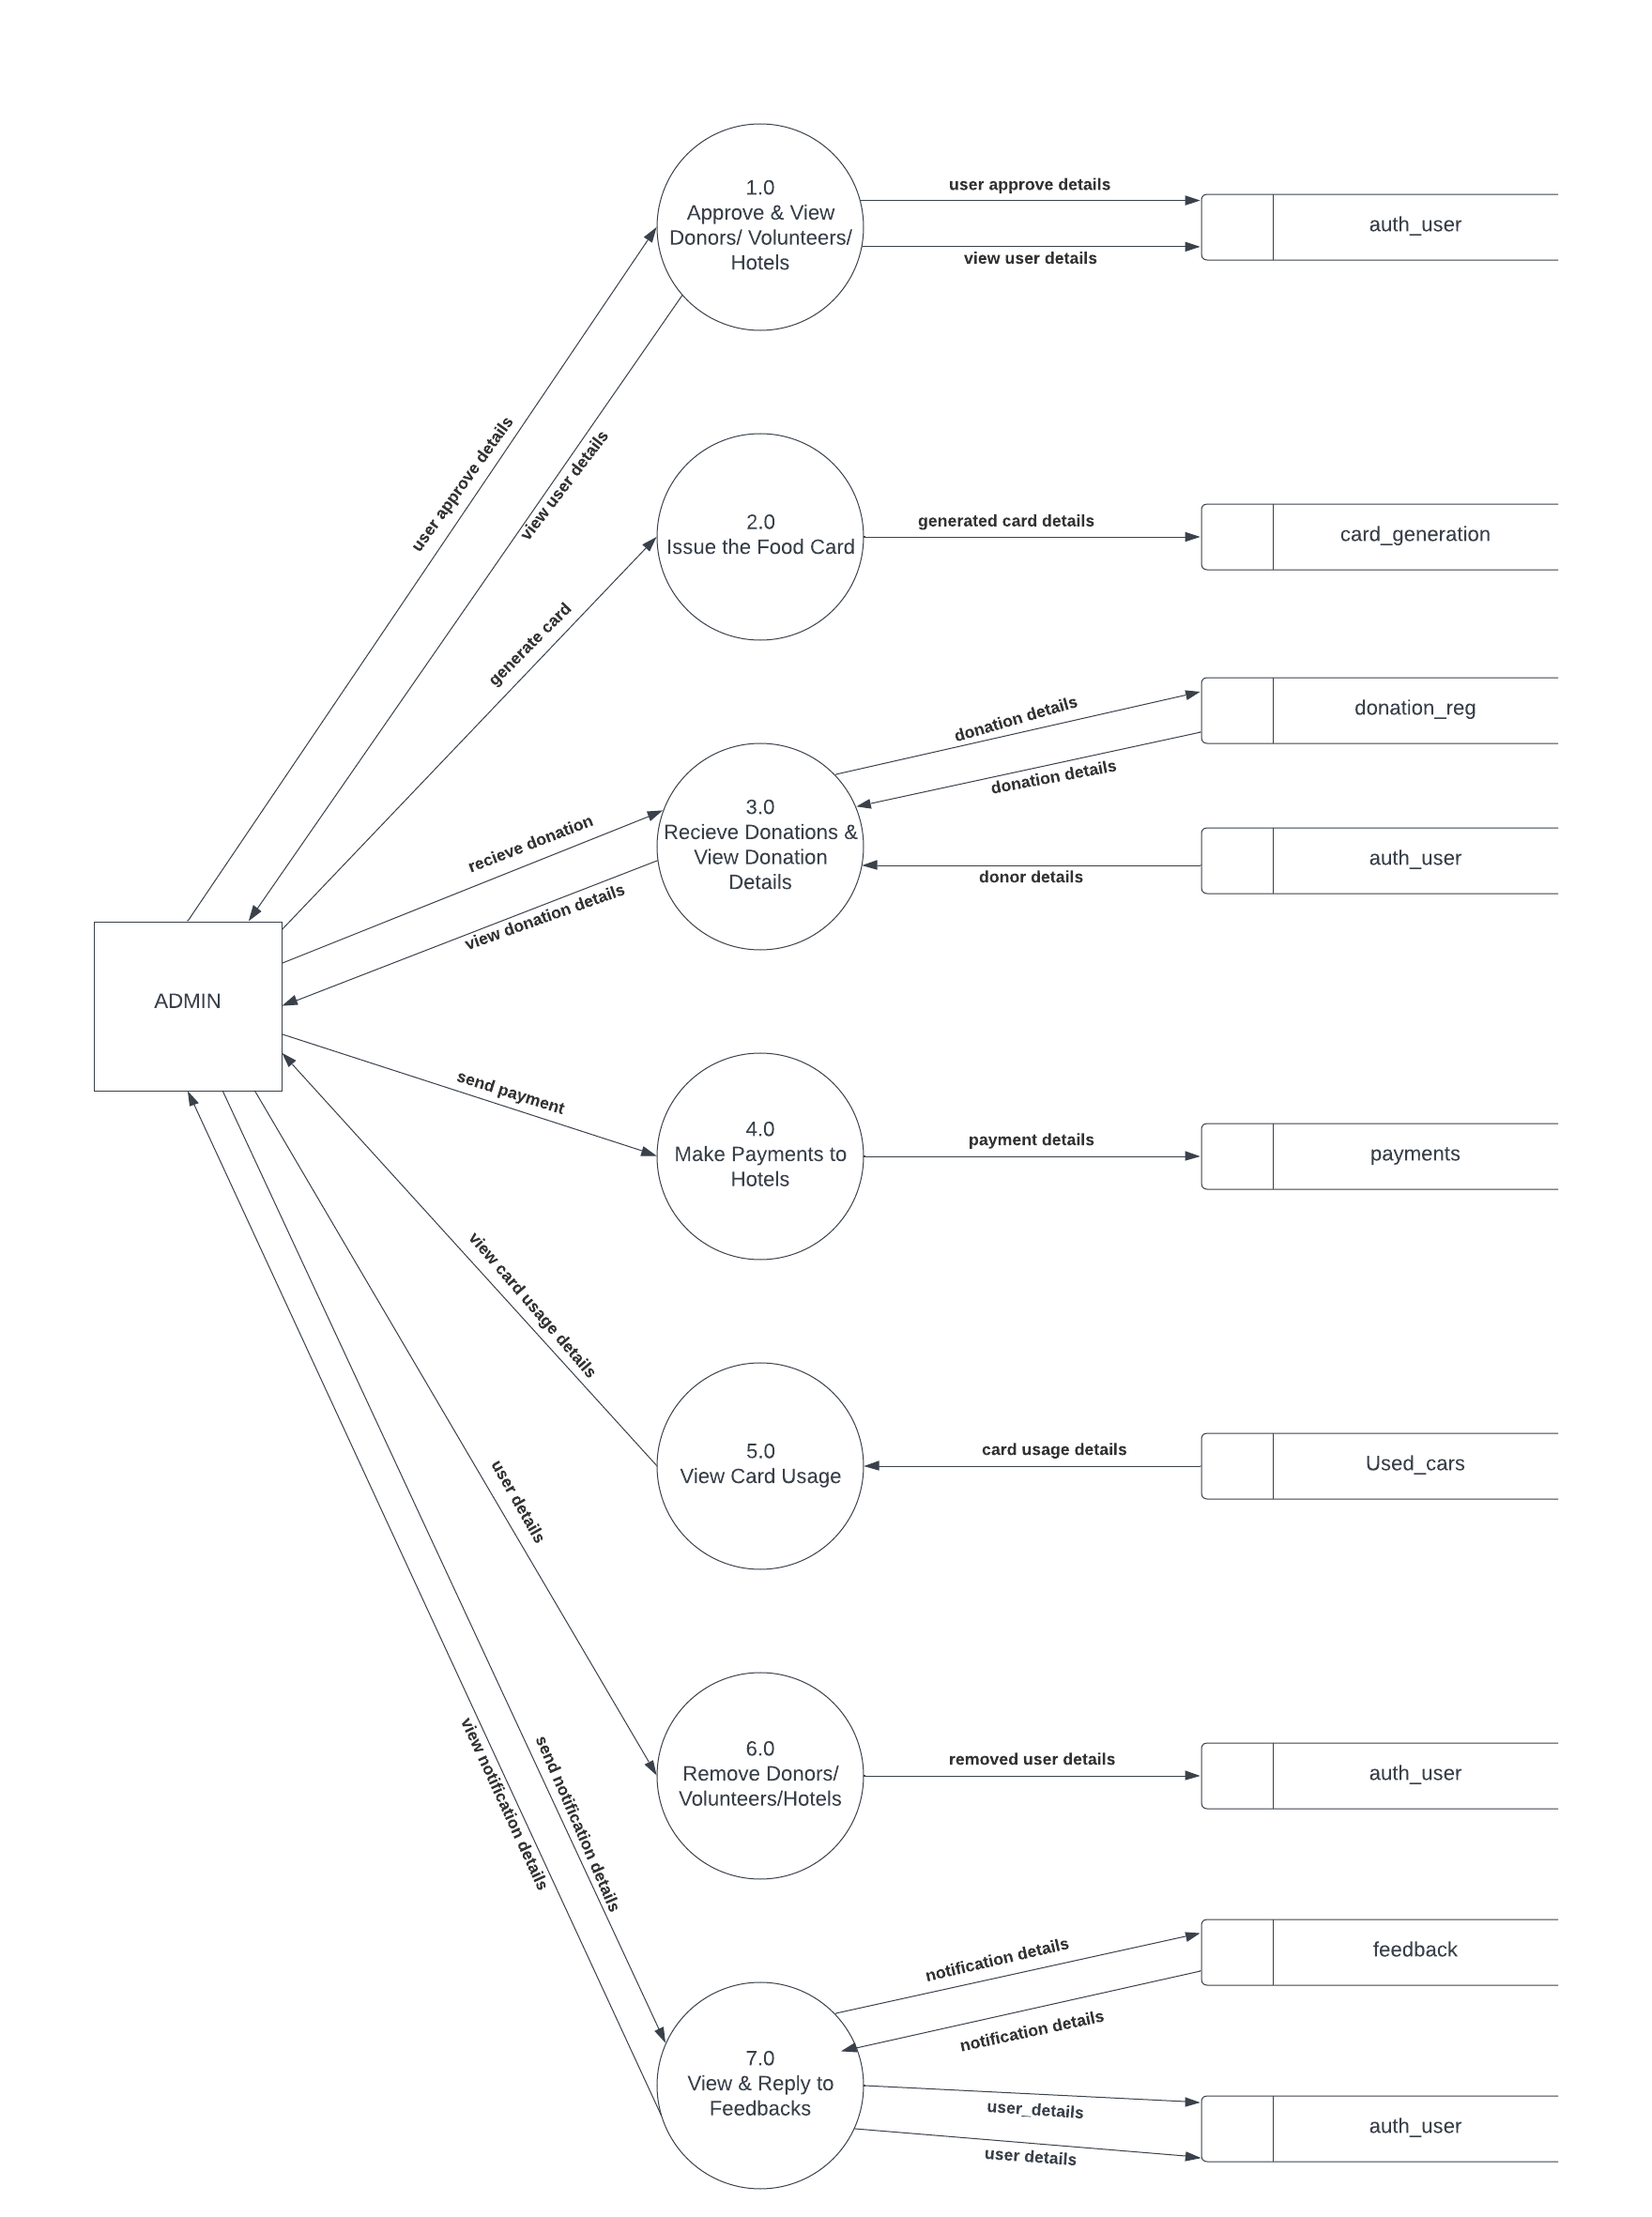 1.0
Approve & View
Donors/ Volunteers/
Hotels
user approve details
view user details
auth_user
user approve details
view user details
2.0
Issue the Food Card
generated card details
card_generation
generate card
donation details
donation details
donation_reg
3.0
Recieve Donations &
View Donation
Details
donor details
auth_user
recieve donation
view donation details
ADMIN
send payment
4.0
Make Payments to
Hotels
payment details
payments
view card usage details
5.0
View Card Usage
card usage details
Used_cars
user details
6.0
Remove Donors/
Volunteers/Hotels
removed user details
auth_user
view notification details
send notification details
notification details
notification details
feedback
7.0
View & Reply to
Feedbacks
user_details
user details
auth_user